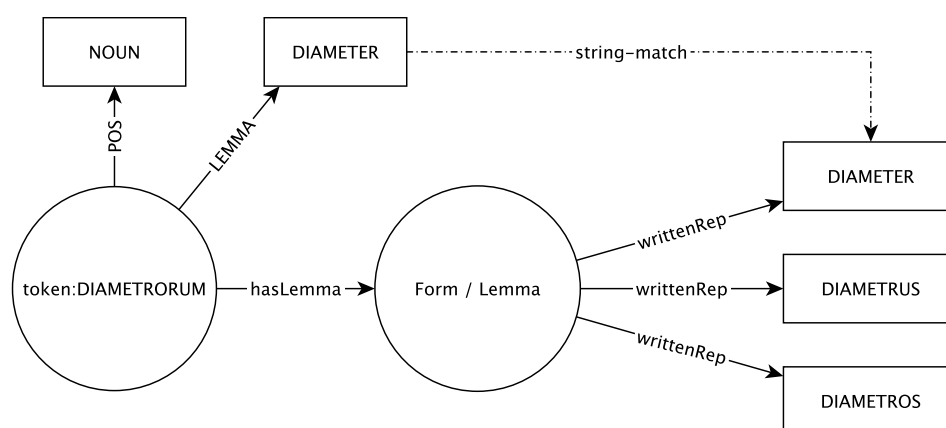 NOUN
DIAMETER
string-match
POS
LEMMA
DIAMETER
writtenRep
token:DIAMETRORUM
hasLemma
Form / Lemma
writtenRep
DIAMETRUS
writtenRep
DIAMETROS